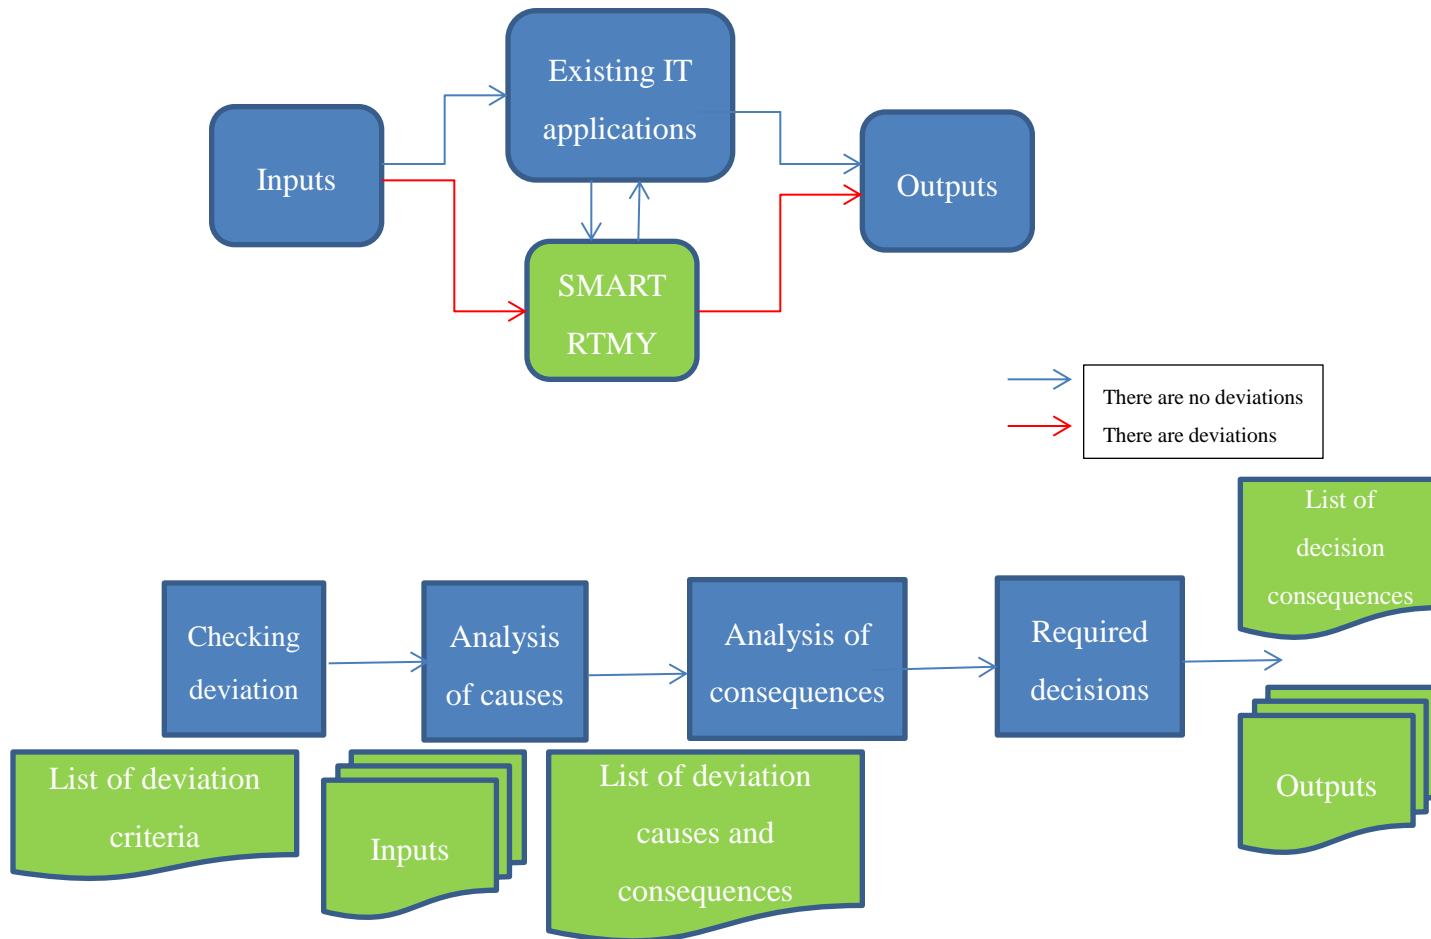 Existing IT
applications
Inputs
Outputs
SMART
RTMY
There are no deviations
There are deviations
List of
decision
consequences
Checking
deviation
Analysis
of causes
Analysis of
consequences
Required
decisions
List of deviation
criteria
Inputs
List of deviation
causes and
consequences
Outputs